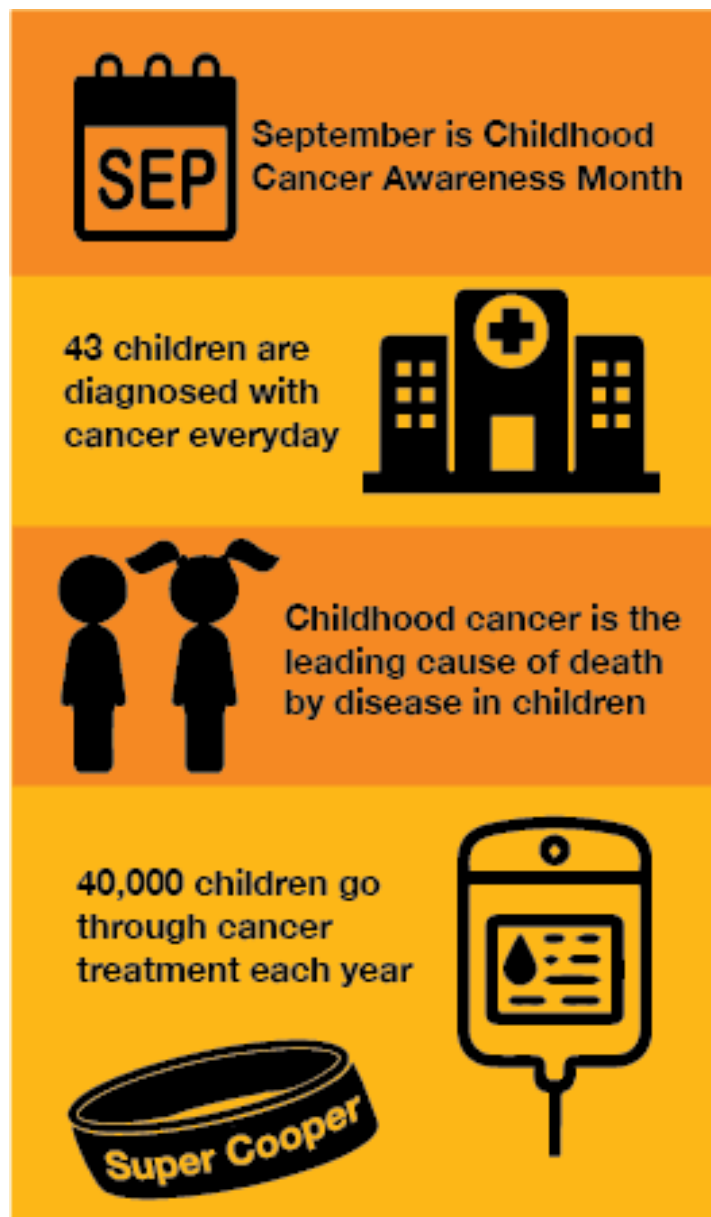 SEP
September is Childhood
Cancer Awareness Month
43 children are
diagnosed with
cancer everyday
Childhood cancer is the
leading cause of death
by disease in children
40,000 children go
through cancer
treatment each year
Super Cooper